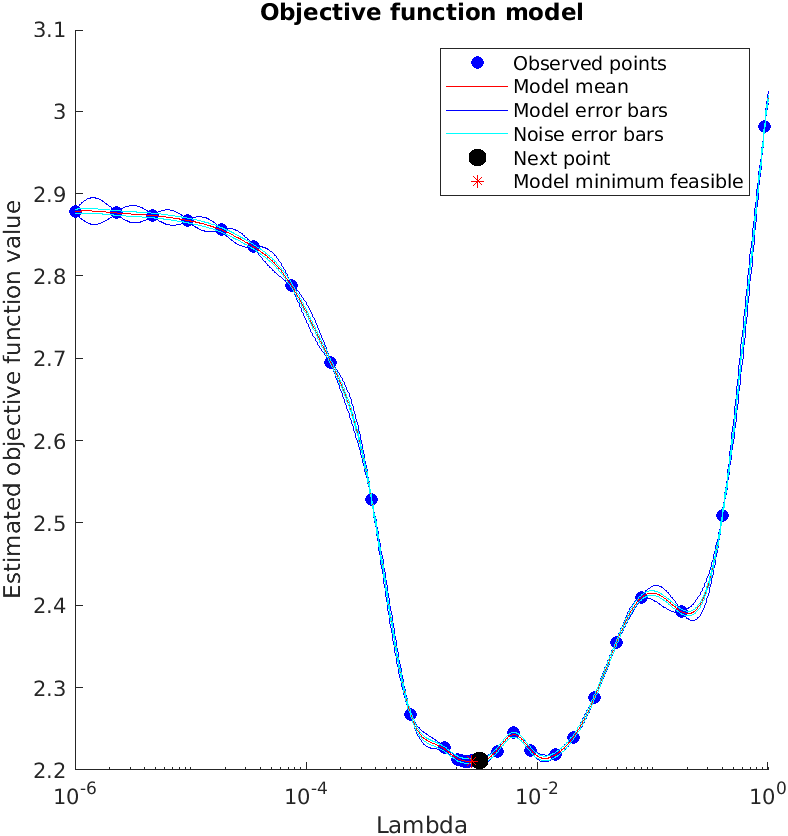 Objective function model
3.1
3
2.9
2.8
2.7
2.6
2.5
2.4
2.3
2.2
Estimated objective function value
Observed points
Model mean
Model error bars
Noise error bars
Next point
Model minimum feasible
10^-6
10^-4
10^-2
10^0
Lambda